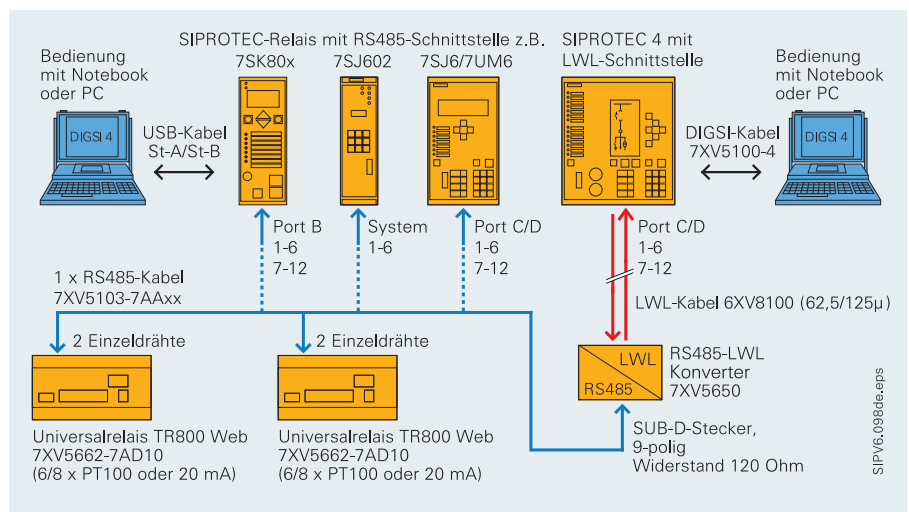 SIPROTEC-Relais mit RS485-Schnittstelle z.B.
7SK80x
7SJ602
7SJ6/7UM6
SIPROTEC 4 mit
LWL-Schnittstelle
Bedienung
mit Notebook
oder PC
DIGSI 4
USB-Kabel
St-A/St-B
DIGSI-Kabel
7XV5100-4
Bedienung
mit Notebook
oder PC
DIGSI 4
Port B
1-6
7-12
System
1-6
Port C/D
1-6
7-12
Port C/D
1-6
7-12
1 x RS485-Kabel
7XV5103-7AAxx
LWL-Kabel 6XV8100 (62,5/125µ)
2 Einzeldrähte
2 Einzeldrähte
LWL
RS485
RS485-LWL
Konverter
7XV5650
Universalrelais TR800 Web
7XV5662-7AD10
(6/8 x PT100 oder 20 mA)
Universalrelais TR800 Web
7XV5662-7AD10
(6/8 x PT100 oder 20 mA)
SUB-D-Stecker,
9-polig
Widerstand 120 Ohm
SIPV6.098de.eps